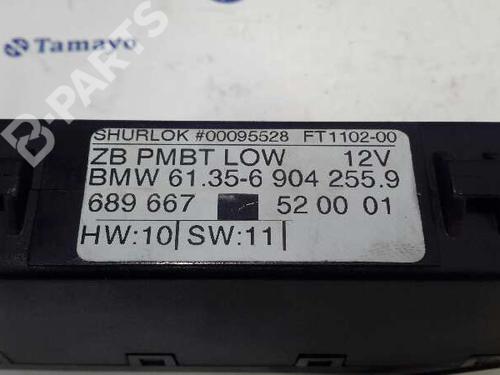 Tamayo
B-PARTS
SHURLOK #00095528 FT1102-00
ZB PMBT LOW 12V
BMW 61.35-6 904 255.9
689 667 52 00 01
HW:10| SW:11|